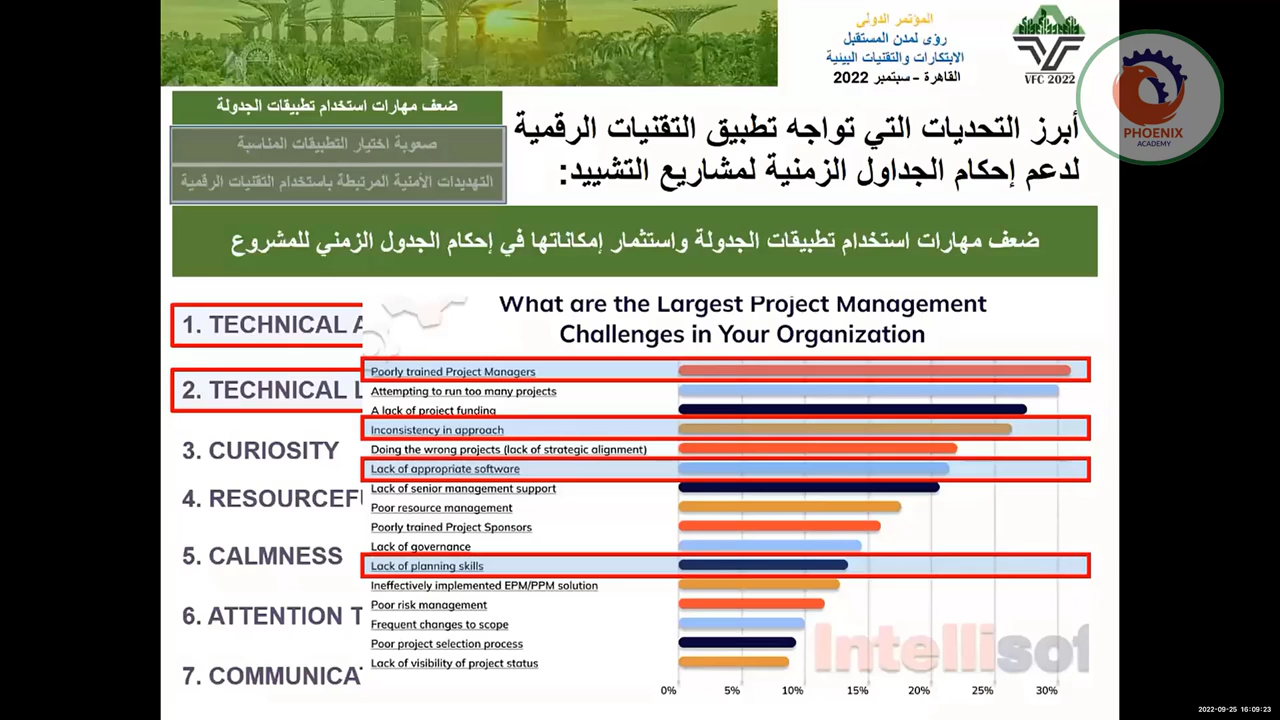 المؤتمر الدولى
رؤى لمدن المستقبل
الابتكارات والتقنيات البيئية
القاهرة - سبتمبر 2022
VFC 2022
PHOENIX
ACADEMY
ضعف مهارات استخدام تطبيقات الجدولة
صعوبة اختيار التطبيقات المناسبة
التهديدات الأمنية المرتبطة باستخدام التقنيات الرقمية
أبرز التحديات التي تواجه تطبيق التقنيات الرقمية
لدعم إحكام الجداول الزمنية لمشاريع التشييد:
ضعف مهارات استخدام تطبيقات الجدولة واستثمار إمكاناتها في إحكام الجدول الزمني للمشروع
1. TECHNICAL
2. TECHNICAL
3. CURIOSITY
4.
5. CALMNESS
6. ATTENTION
7.
What are the Largest Project Management
Challenges in Your Organization
Poorly trained Project Managers
Attempting to run too many projects
A lack of project funding
Inconsistency in approach
Doing the wrong projects (lack of strategic alignment)
Lack of appropriate software
Lack of senior management support
Poor resource management
Poorly trained Project Sponsors
Lack of governance
Lack of planning skills
Ineffectively implemented EPM/PPM solution
Poor risk management
Frequent changes to scope
Poor project selection process
Lack of visibility of project status
0% 5% 10% 15% 20% 25% 30%
2022-09-25 16:09:23